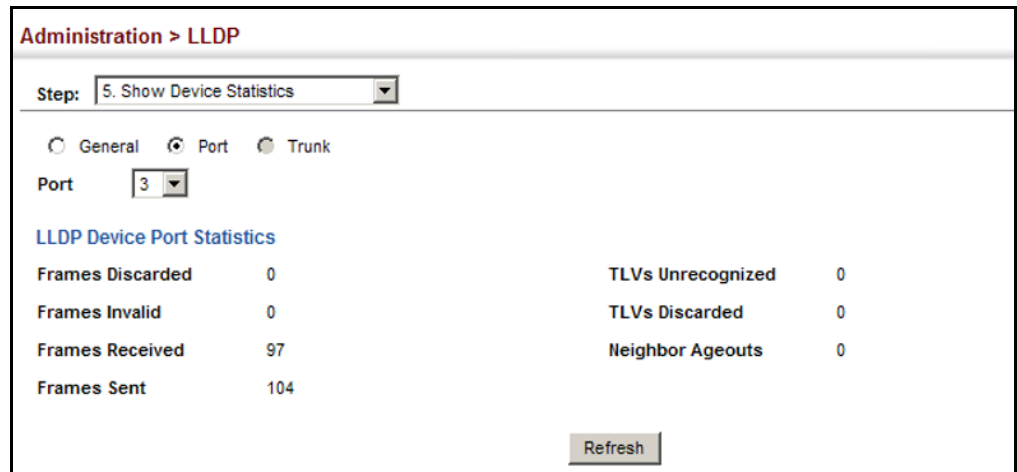 Administration > LLDP
Step: 5. Show Device Statistics
General Port Trunk
Port 3
LLDP Device Port Statistics
Frames Discarded 0 TLVs Unrecognized 0
Frames Invalid 0 TLVs Discarded 0
Frames Received 97 Neighbor Ageouts 0
Frames Sent 104
Refresh